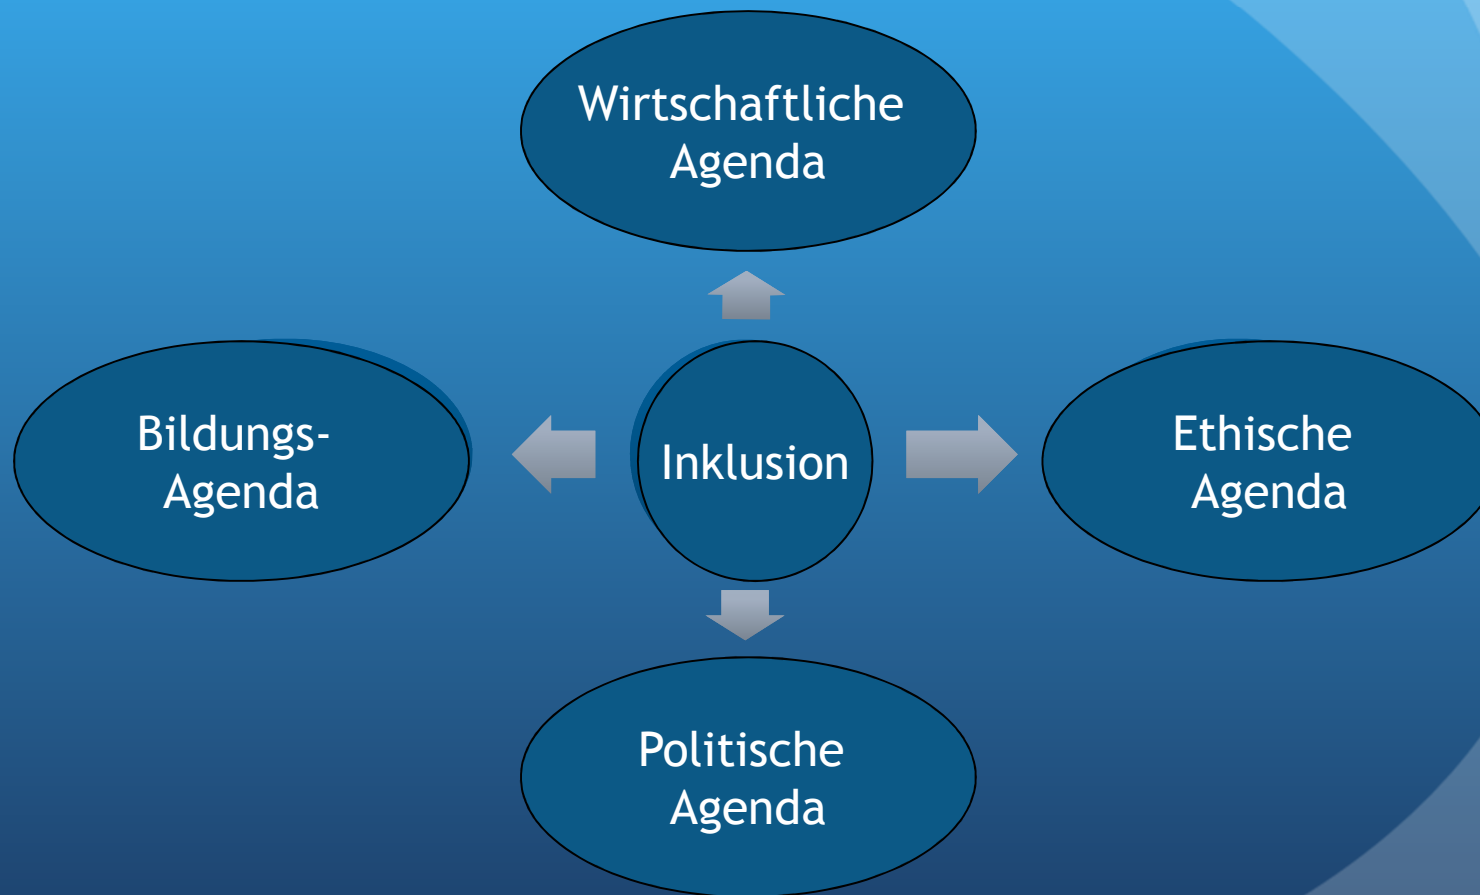 Wirtschaftliche
Agenda
Bildungs-
Agenda
Inklusion
Ethische
Agenda
Politische
Agenda